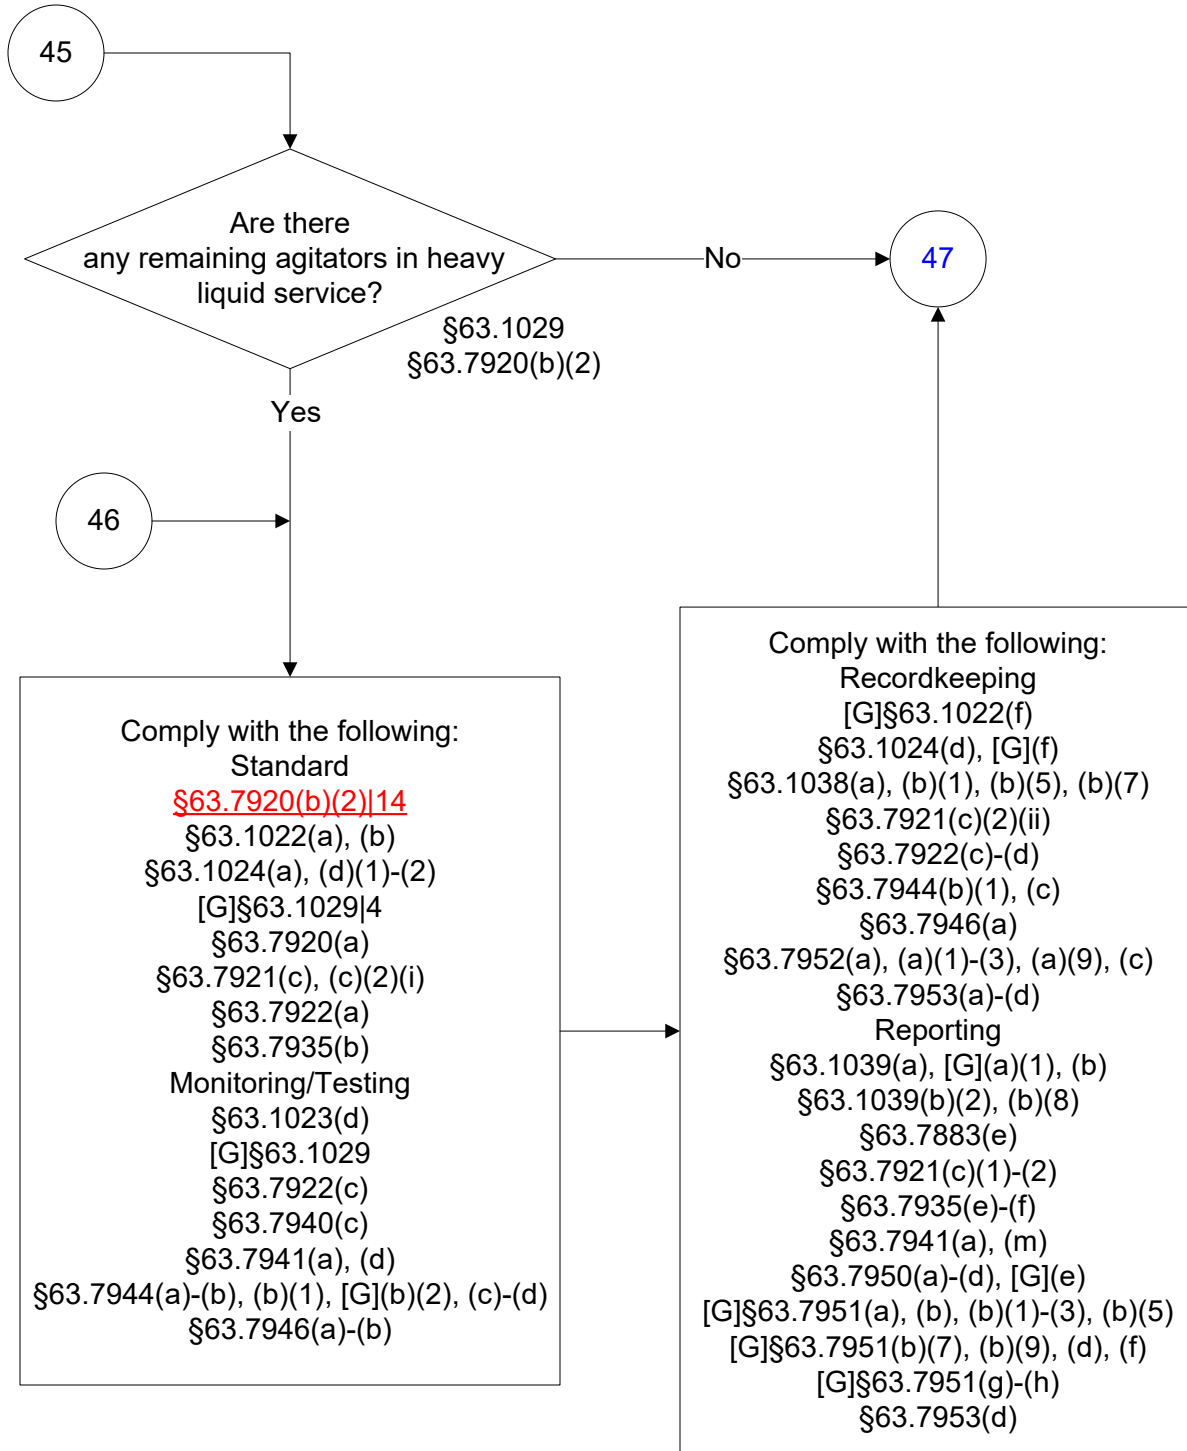 45
Are there
any remaining agitators in heavy
liquid service?
§63.1029
§63.7920(b)(2)
No
47
Yes
46
Comply with the following:
Standard
§63.7920(b)(2)|14
§63.1022(a), (b)
§63.1024(a), (d)(1)-(2)
[G]§63.1029|4
§63.7920(a)
§63.7921(c), (c)(2)(i)
§63.7922(a)
§63.7935(b)
Monitoring/Testing
§63.1023(d)
[G]§63.1029
§63.7922(c)
§63.7940(c)
§63.7941(a), (d)
§63.7944(a)-(b), (b)(1), [G](b)(2), (c)-(d)
§63.7946(a)-(b)
Comply with the following:
Recordkeeping
[G]§63.1022(f)
§63.1024(d), [G](f)
§63.1038(a), (b)(1), (b)(5), (b)(7)
§63.7921(c)(2)(ii)
§63.7922(c)-(d)
§63.7944(b)(1), (c)
§63.7946(a)
§63.7952(a), (a)(1)-(3), (a)(9), (c)
§63.7953(a)-(d)
Reporting
§63.1039(a), [G](a)(1), (b)
§63.1039(b)(2), (b)(8)
§63.7883(e)
§63.7921(c)(1)-(2)
§63.7935(e)-(f)
§63.7941(a), (m)
§63.7950(a)-(d), [G](e)
[G]§63.7951(a), (b), (b)(1)-(3), (b)(5)
[G]§63.7951(b)(7), (b)(9), (d), (f)
[G]§63.7951(g)-(h)
§63.7953(d)